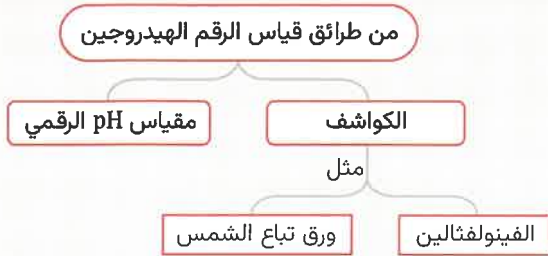 من طرائق قياس الرقم الهيدروجين
الكواشف
مقياس pH الرقمي
مثل
الفينولفثالين
ورق تباع الشمس